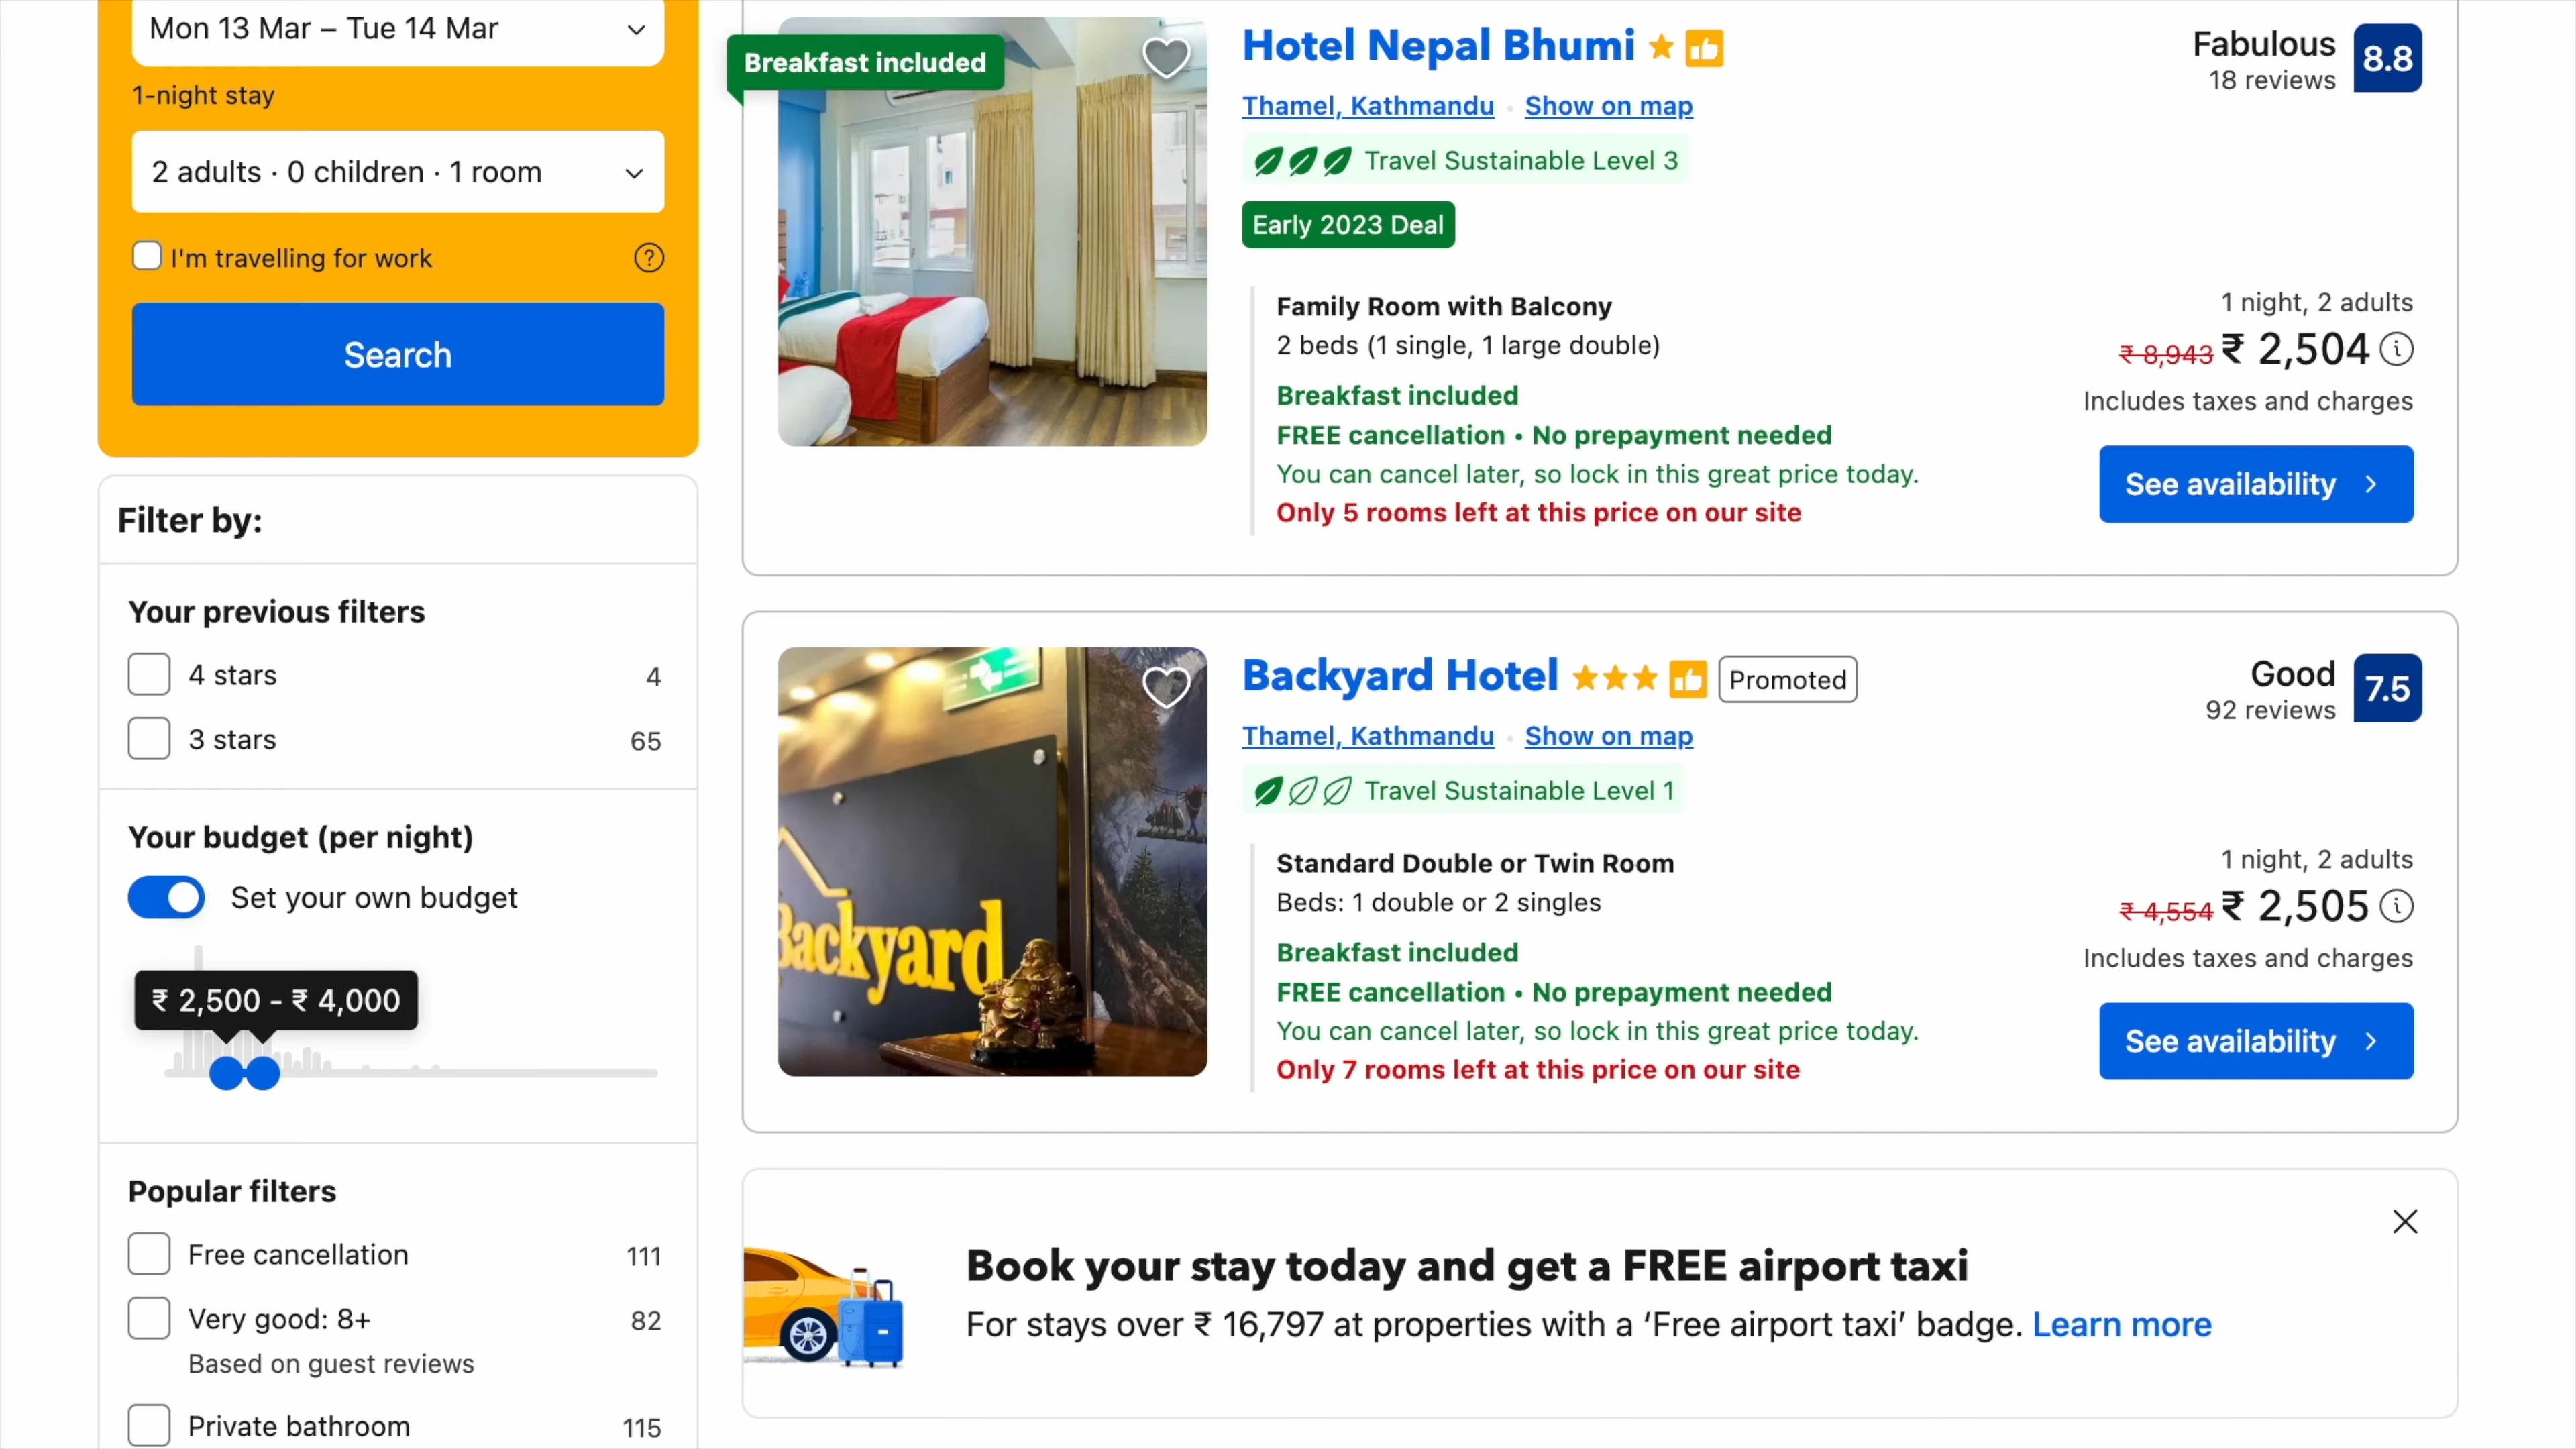 Mon 13 Mar – Tue 14 Mar
1-night stay
2 adults · 0 children · 1 room
I'm travelling for work
Search
Filter by:
Your previous filters
4 stars 4
3 stars 65
Your budget (per night)
Set your own budget
₹ 2,500 - ₹ 4,000
Popular filters
Free cancellation 111
Very good: 8+ 82
Based on guest reviews
Private bathroom 115
Breakfast included
Hotel Nepal Bhumi
Fabulous 8.8
18 reviews
Thamel, Kathmandu · Show on map
Travel Sustainable Level 3
Early 2023 Deal
Family Room with Balcony
2 beds (1 single, 1 large double)
Breakfast included
FREE cancellation • No prepayment needed
You can cancel later, so lock in this great price today.
Only 5 rooms left at this price on our site
1 night, 2 adults
₹ 8,943 ₹ 2,504
Includes taxes and charges
See availability
Backyard
Backyard Hotel Promoted
Good 7.5
92 reviews
Thamel, Kathmandu · Show on map
Travel Sustainable Level 1
Standard Double or Twin Room
Beds: 1 double or 2 singles
Breakfast included
FREE cancellation • No prepayment needed
You can cancel later, so lock in this great price today.
Only 7 rooms left at this price on our site
1 night, 2 adults
₹ 4,554 ₹ 2,505
Includes taxes and charges
See availability
Book your stay today and get a FREE airport taxi
For stays over ₹ 16,797 at properties with a ‘Free airport taxi’ badge. Learn more